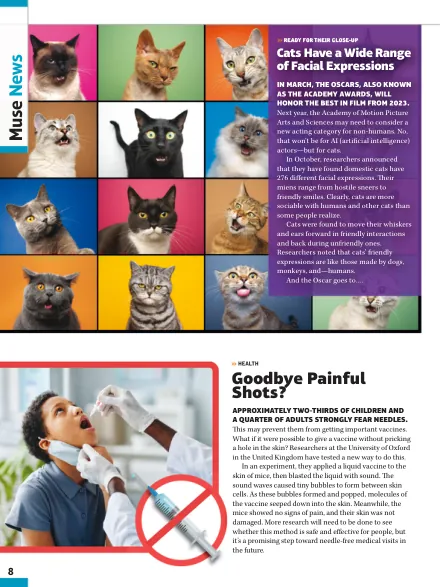 Muse News
READY FOR THEIR CLOSE-UP
Cats Have a Wide Range
of Facial Expressions
IN MARCH, THE OSCARS, ALSO KNOWN
AS THE ACADEMY AWARDS, WILL
HONOR THE BEST IN FILM FROM 2023.
Next year, the Academy of Motion Picture
Arts and Sciences may need to consider a
new acting category for non-humans. No,
that won't be for AI (artificial intelligence)
actors—but for cats.
In October, researchers announced
that they have found domestic cats have
276 different facial expressions. Their
miens range from hostile sneers to
friendly smiles. Clearly, cats are more
sociable with humans and other cats than
some people realize.
Cats were found to move their whiskers
and ears forward in friendly interactions
and back during unfriendly ones.
Researchers noted that cats' friendly
expressions are like those made by dogs,
monkeys, and—humans.
And the Oscar goes to…
HEALTH
Goodbye Painful
Shots?
APPROXIMATELY TWO-THIRDS OF CHILDREN AND
A QUARTER OF ADULTS STRONGLY FEAR NEEDLES.
This may prevent them from getting important vaccines.
What if it were possible to give a vaccine without pricking
a hole in the skin? Researchers at the University of Oxford
in the United Kingdom have tested a new way to do this.
In an experiment, they applied a liquid vaccine to the
skin of mice, then blasted the liquid with sound. The
sound waves caused tiny bubbles to form between skin
cells. As these bubbles formed and popped, molecules of
the vaccine seeped down into the skin. Meanwhile, the
mice showed no signs of pain, and their skin was not
damaged. More research will need to be done to see
whether this method is safe and effective for people, but
it's a promising step toward needle-free medical visits in
the future.
8